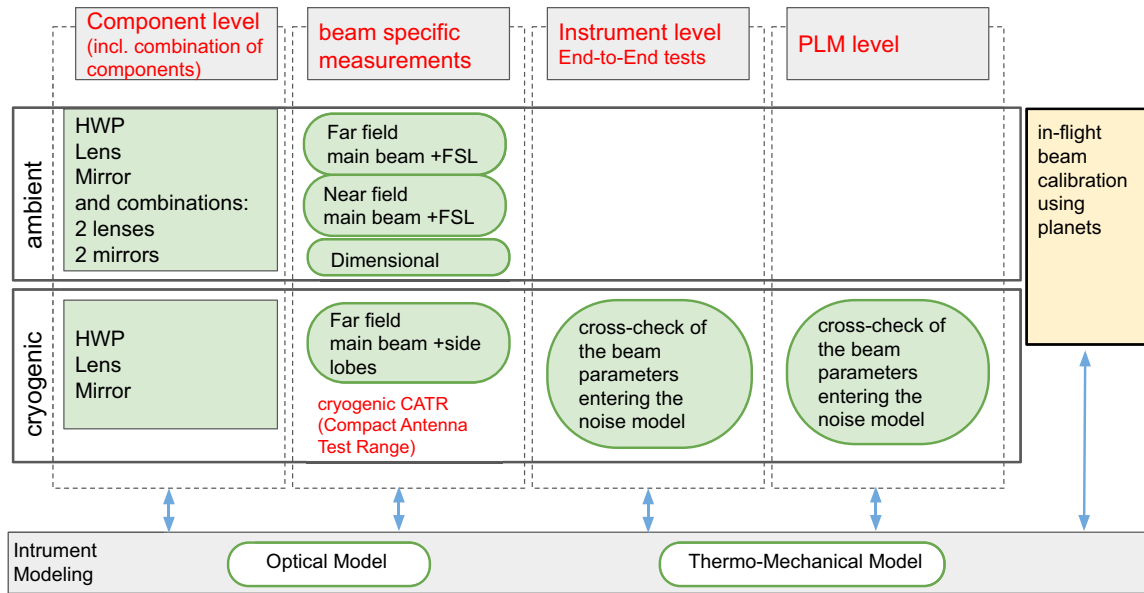 Component level
(incl. combination of
components)
beam specific
measurements
Instrument level
End-to-End tests
PLM level
ambient
HWP
Lens
Mirror
and combinations:
2 lenses
2 mirrors
Far field
main beam +FSL
Near field
main beam +FSL
Dimensional
in-flight
beam
calibration
using
planets
cryogenic
HWP
Lens
Mirror
Far field
main beam +side
lobes
cryogenic CATR
(Compact Antenna
Test Range)
cross-check of
the beam
parameters
entering the
noise model
cross-check of
the beam
parameters
entering the
noise model
Intrument
Modeling
Optical Model
Thermo-Mechanical Model